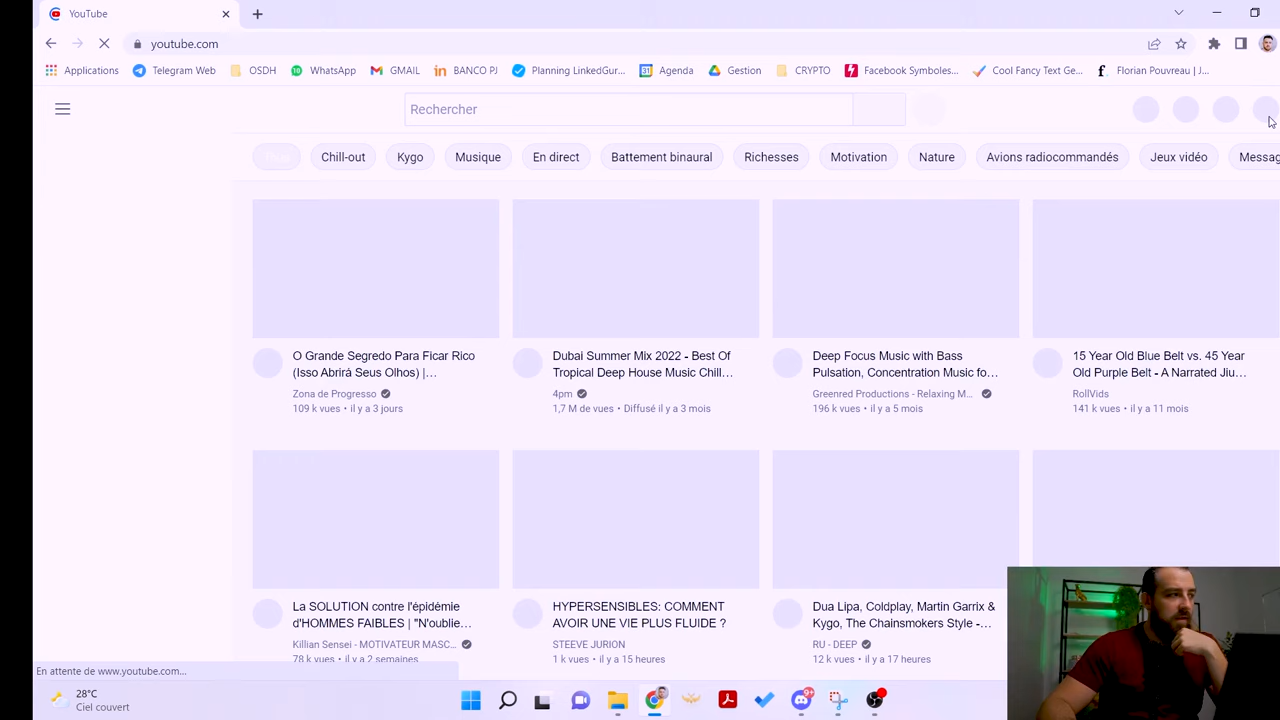 YouTube
youtube.com
Applications Telegram Web OSDH WhatsApp GMAIL BANCO PJ Planning LinkedGur... Agenda Gestion CRYPTO Facebook Symboles... Cool Fancy Text Ge... Florian Pouvreau | J...
Rechercher
Chill-out Kygo Musique En direct Battement binaural Richesses Motivation Nature Avions radiocommandés Jeux vidéo Messag
O Grande Segredo Para Ficar Rico
(Isso Abrirá Seus Olhos) |...
Zona de Progresso
109 k vues • il y a 3 jours
Dubai Summer Mix 2022 - Best Of
Tropical Deep House Music Chill...
4pm
1,7 M de vues • Diffusé il y a 3 mois
Deep Focus Music with Bass
Pulsation, Concentration Music fo...
Greenred Productions - Relaxing M...
196 k vues • il y a 5 mois
15 Year Old Blue Belt vs. 45 Year
Old Purple Belt - A Narrated Jiu...
RollVids
141 k vues • il y a 11 mois
La SOLUTION contre l'épidémie
d'HOMMES FAIBLES | "N'oublie...
Killian Sensei - MOTIVATEUR MASC...
78 k vues • il y a 2 semaines
HYPERSENSIBLES: COMMENT
AVOIR UNE VIE PLUS FLUIDE ?
STEEVE JURION
1 k vues • il y a 15 heures
Dua Lipa, Coldplay, Martin Garrix &
Kygo, The Chainsmokers Style -...
RU - DEEP
12 k vues • il y a 17 heures
En attente de www.youtube.com...
28°C
Ciel couvert